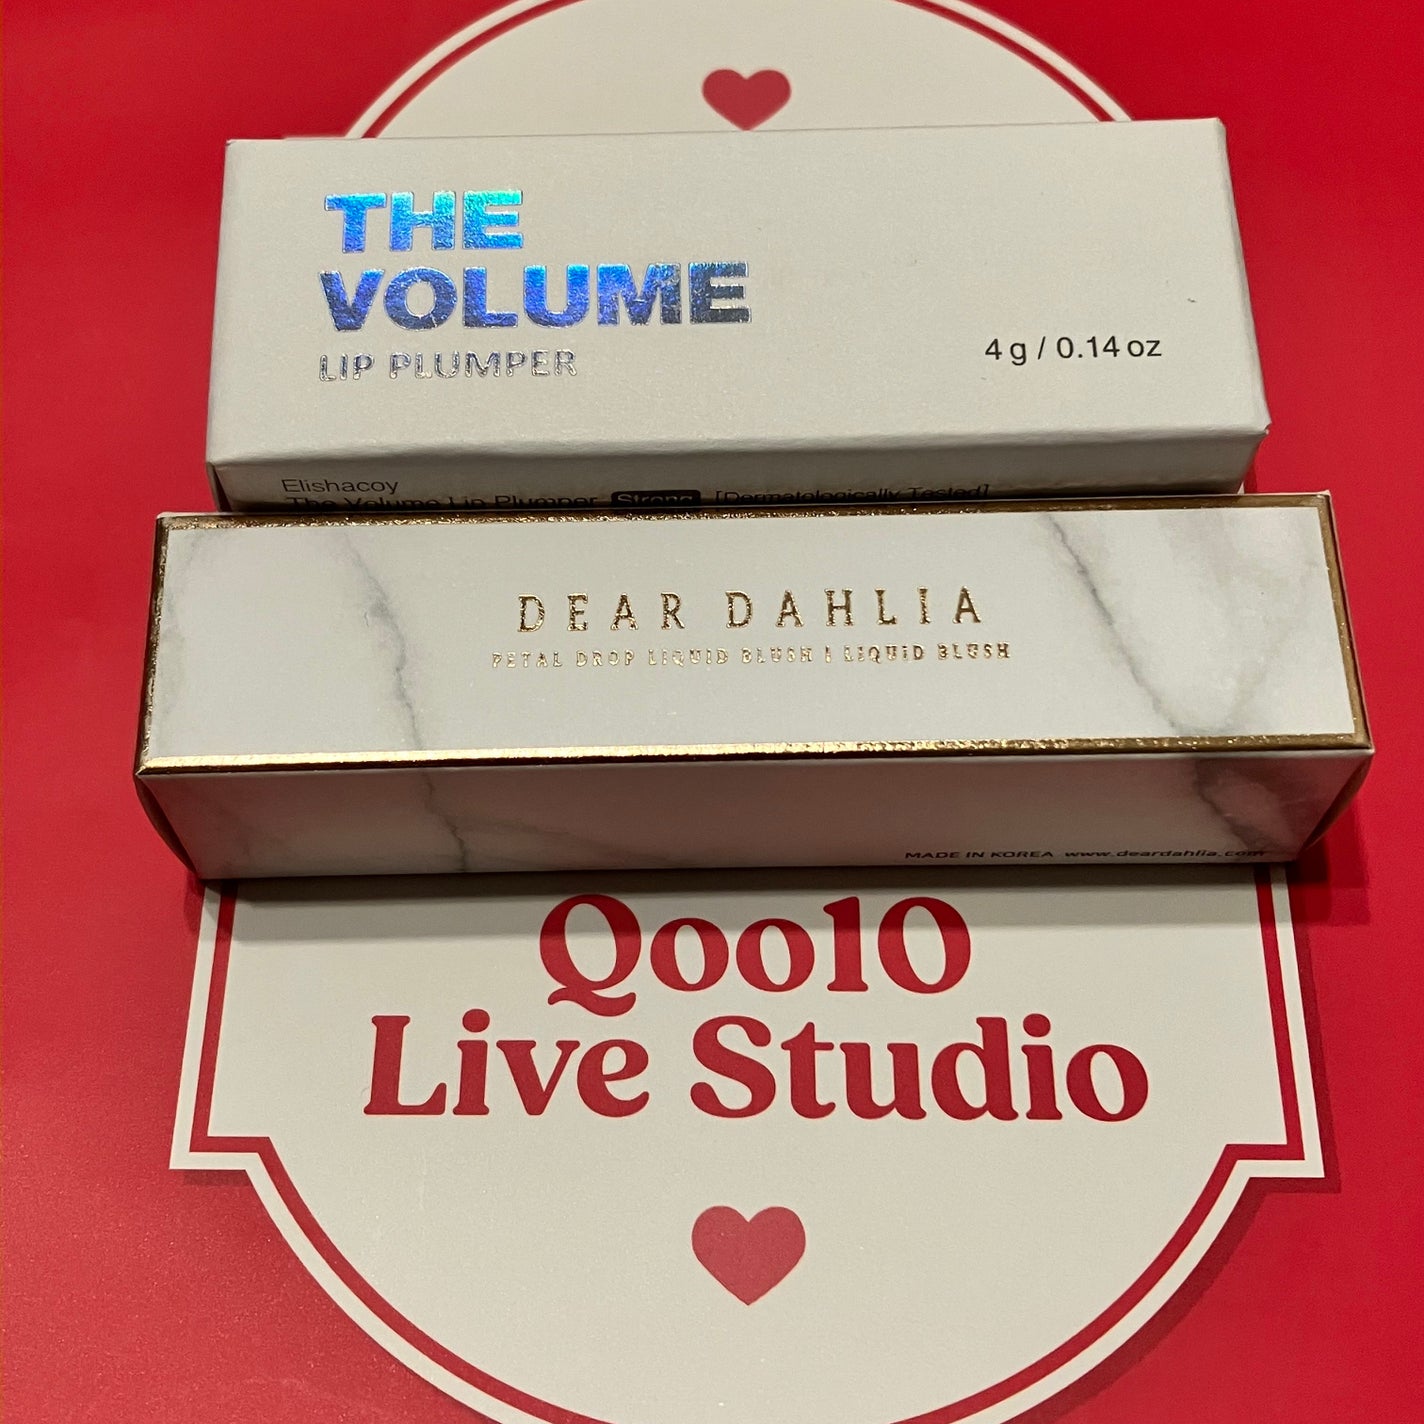 THE
VOLUME
LIP PLUMPER
4 g / 0.14 oz
Elishacoy
The Volume Lip Plumper Strong [Dermatologically Tested]
DEAR DAHLIA
PETAL DROP LIQUID BLUSH | LIQUID BLUSH
MADE IN KOREA www.deardahlia.com
Qoo10
Live Studio